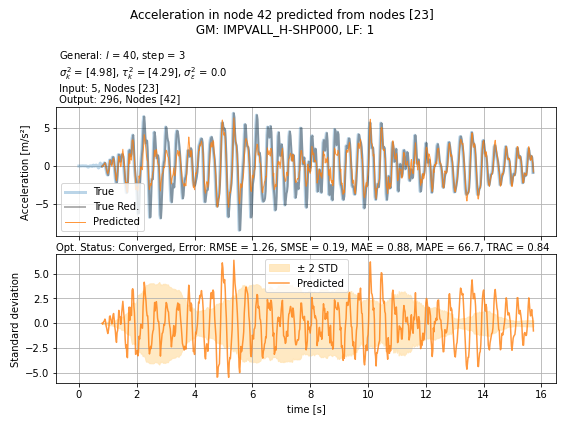 Acceleration in node 42 predicted from nodes [23]
GM: IMPVALL_H-SHP000, LF: 1
General: l = 40, step = 3
σ²ₖ = [4.98], τ²ₖ = [4.29], σ²ε = 0.0
Input: 5, Nodes [23]
Output: 296, Nodes [42]
Acceleration [m/s²]
5
0
−5
True
True Red.
Predicted
Opt. Status: Converged, Error: RMSE = 1.26, SMSE = 0.19, MAE = 0.88, MAPE = 66.7, TRAC = 0.84
Standard deviation
5.0
2.5
0.0
−2.5
−5.0
± 2 STD
Predicted
0 2 4 6 8 10 12 14 16
time [s]